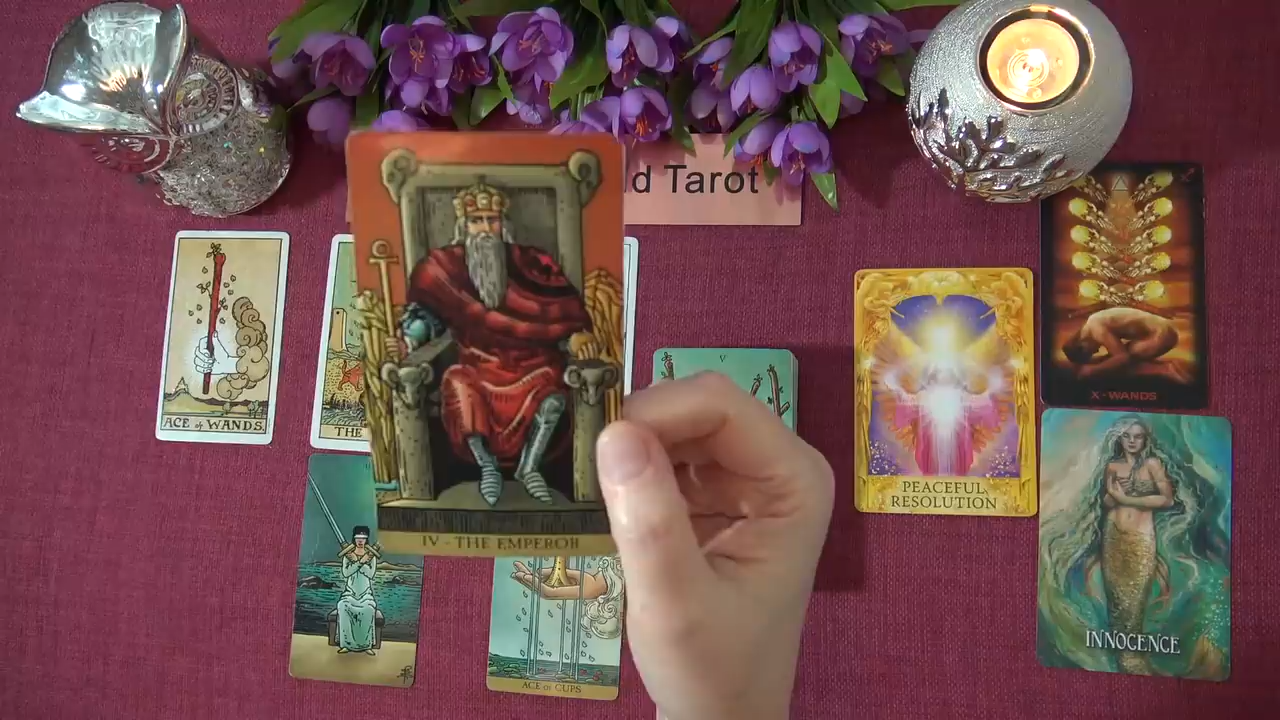 d Tarot
ACE of WANDS.
THE
IV - THE EMPEROR
V
X - WANDS
PEACEFUL
RESOLUTION
INNOCENCE
ACE of CUPS